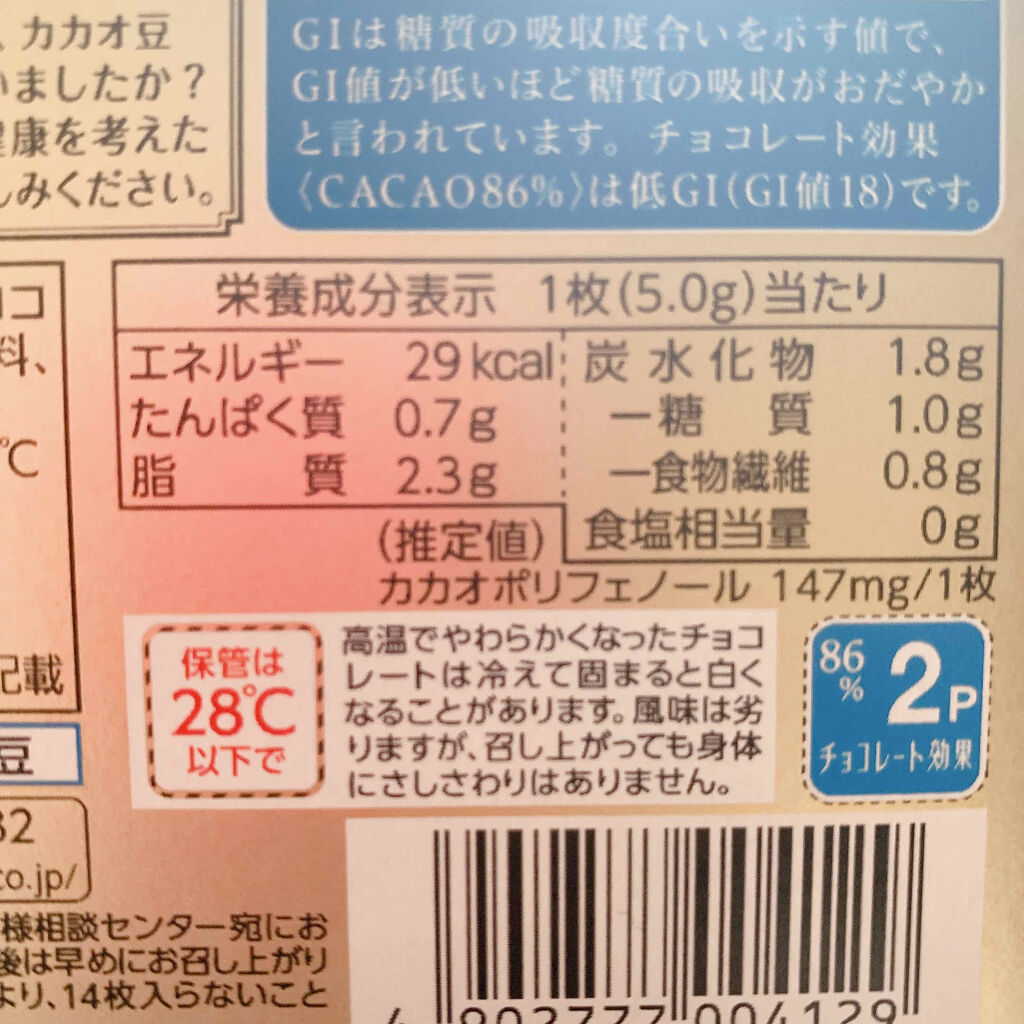 、カカオ豆
いましたか？
健康を考えた
しみください。
GIは糖質の吸収度合いを示す値で、
GI値が低いほど糖質の吸収がおだやか
と言われています。チョコレート効果
〈CACAO86%〉は低GI(GI値18)です。
コ
料、
℃
記載
豆
32
co.jp/
栄養成分表示 1枚(5.0g)当たり
エネルギー 29kcal
たんぱく質 0.7g
脂質 2.3g
炭水化物 1.8g
ー糖質 1.0g
ー食物繊維 0.8g
食塩相当量 0g
(推定値)
カカオポリフェノール 147mg/1枚
保管は
28℃
以下で
高温でやわらかくなったチョコ
レートは冷えて固まると白く
なることがあります。風味は劣
りますが、召し上がっても身体
にさしさわりはありません。
86
%
2P
チョコレート効果
様相談センター宛にお
後は早めにお召し上がり
より、14枚入らないこと
4 902777 004129